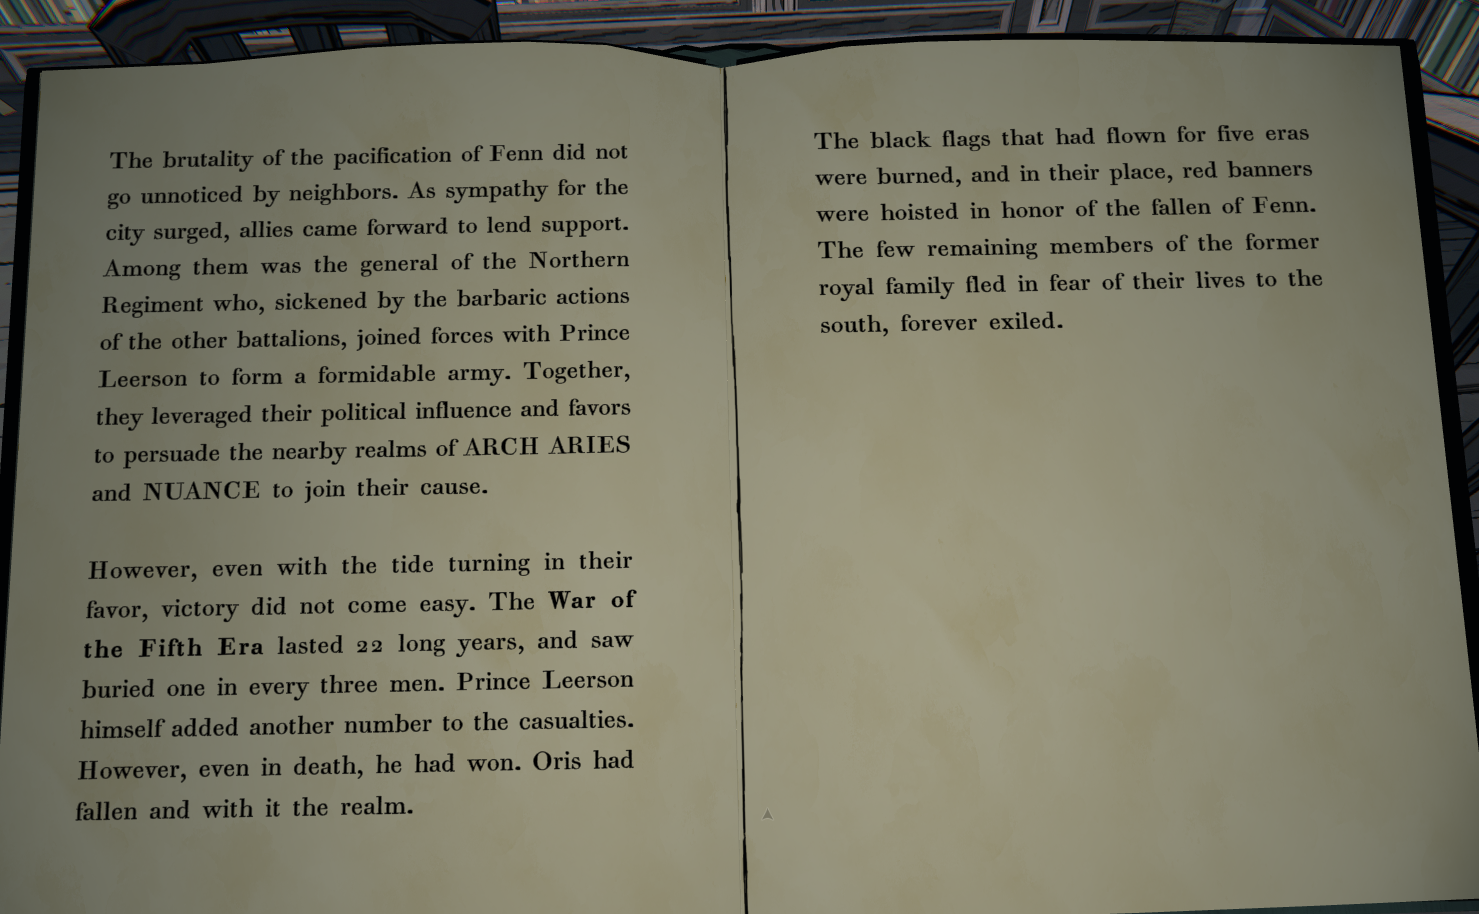 The brutality of the pacification of Fenn did not
go unnoticed by neighbors. As sympathy for the
city surged, allies came forward to lend support.
Among them was the general of the Northern
Regiment who, sickened by the barbaric actions
of the other battalions, joined forces with Prince
Leerson to form a formidable army. Together,
they leveraged their political influence and favors
to persuade the nearby realms of ARCH ARIES
and NUANCE to join their cause.
However, even with the tide turning in their
favor, victory did not come easy. The War of
the Fifth Era lasted 22 long years, and saw
buried one in every three men. Prince Leerson
himself added another number to the casualties.
However, even in death, he had won. Oris had
fallen and with it the realm.
The black flags that had flown for five eras
were burned, and in their place, red banners
were hoisted in honor of the fallen of Fenn.
The few remaining members of the former
royal family fled in fear of their lives to the
south, forever exiled.